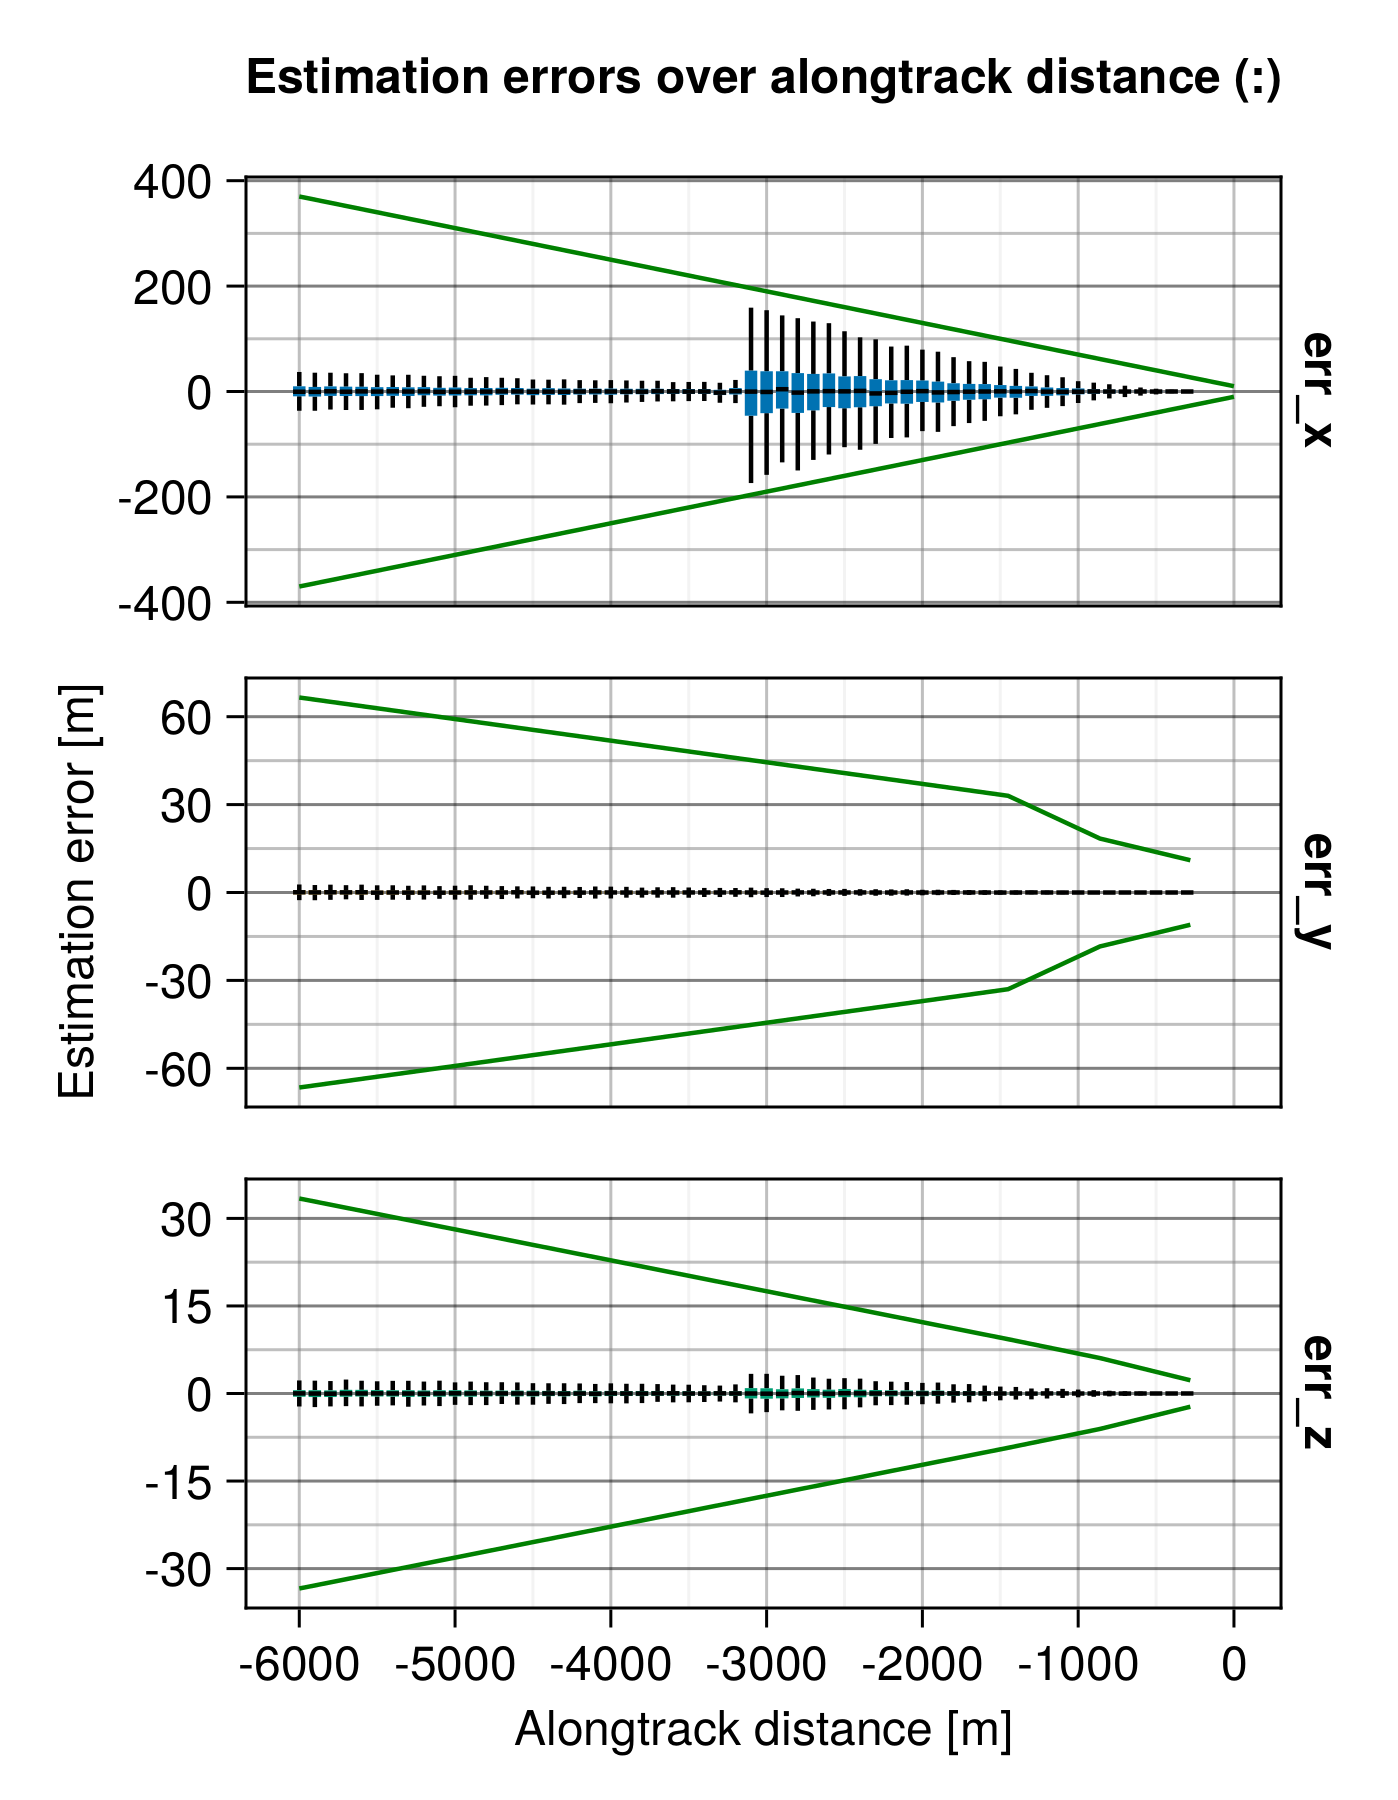 Estimation errors over alongtrack distance (:)
400
200
0
-200
-400
err_x
60
30
0
-30
-60
err_y
Estimation error [m]
30
15
0
-15
-30
err_z
-6000 -5000 -4000 -3000 -2000 -1000 0
Alongtrack distance [m]